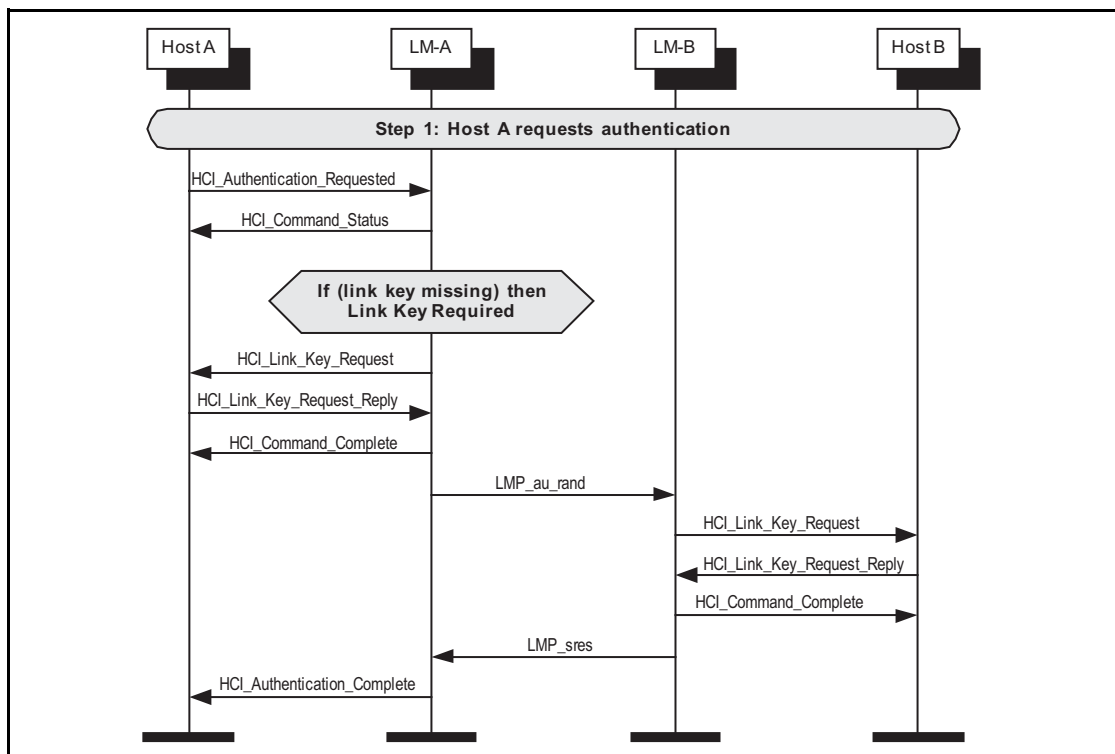 Host A
LM-A
LM-B
Host B
Step 1: Host A requests authentication
HCI_Authentication_Requested
HCI_Command_Status
If (link key missing) then
Link Key Required
HCI_Link_Key_Request
HCI_Link_Key_Request_Reply
HCI_Command_Complete
LMP_au_rand
HCI_Link_Key_Request
HCI_Link_Key_Request_Reply
HCI_Command_Complete
LMP_sres
HCI_Authentication_Complete